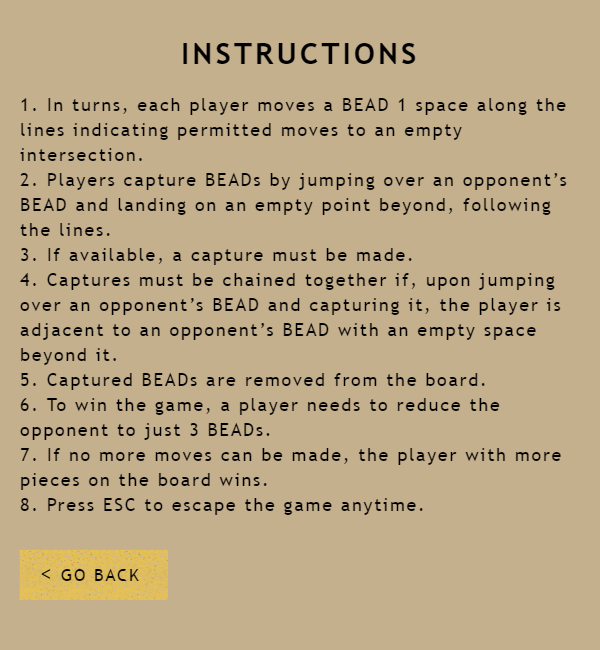 INSTRUCTIONS
1. In turns, each player moves a BEAD 1 space along the
lines indicating permitted moves to an empty
intersection.
2. Players capture BEADs by jumping over an opponent’s
BEAD and landing on an empty point beyond, following
the lines.
3. If available, a capture must be made.
4. Captures must be chained together if, upon jumping
over an opponent’s BEAD and capturing it, the player is
adjacent to an opponent’s BEAD with an empty space
beyond it.
5. Captured BEADs are removed from the board.
6. To win the game, a player needs to reduce the
opponent to just 3 BEADs.
7. If no more moves can be made, the player with more
pieces on the board wins.
8. Press ESC to escape the game anytime.
< GO BACK